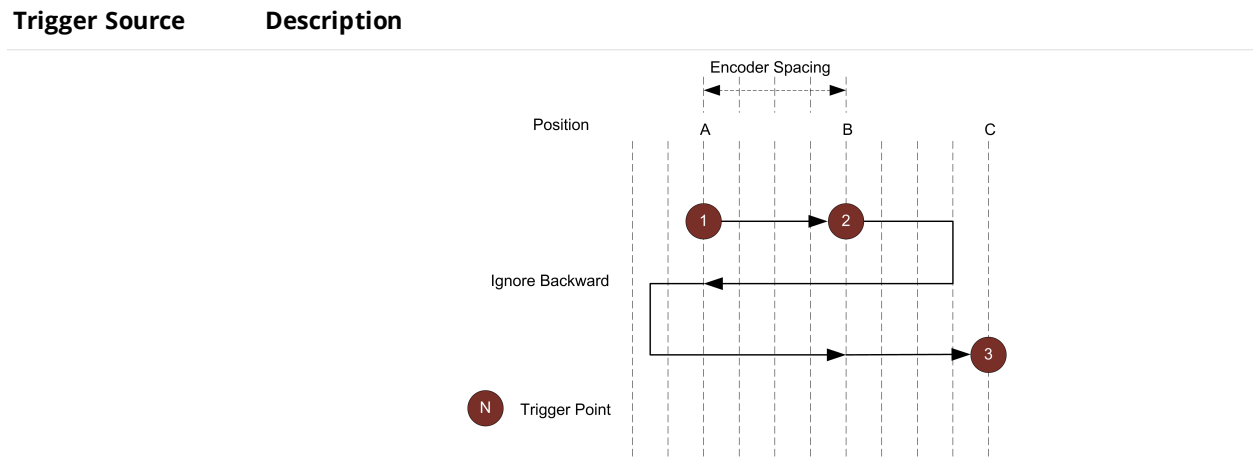 Trigger Source Description
Encoder Spacing
Position A B C
1 2
Ignore Backward
3
N Trigger Point